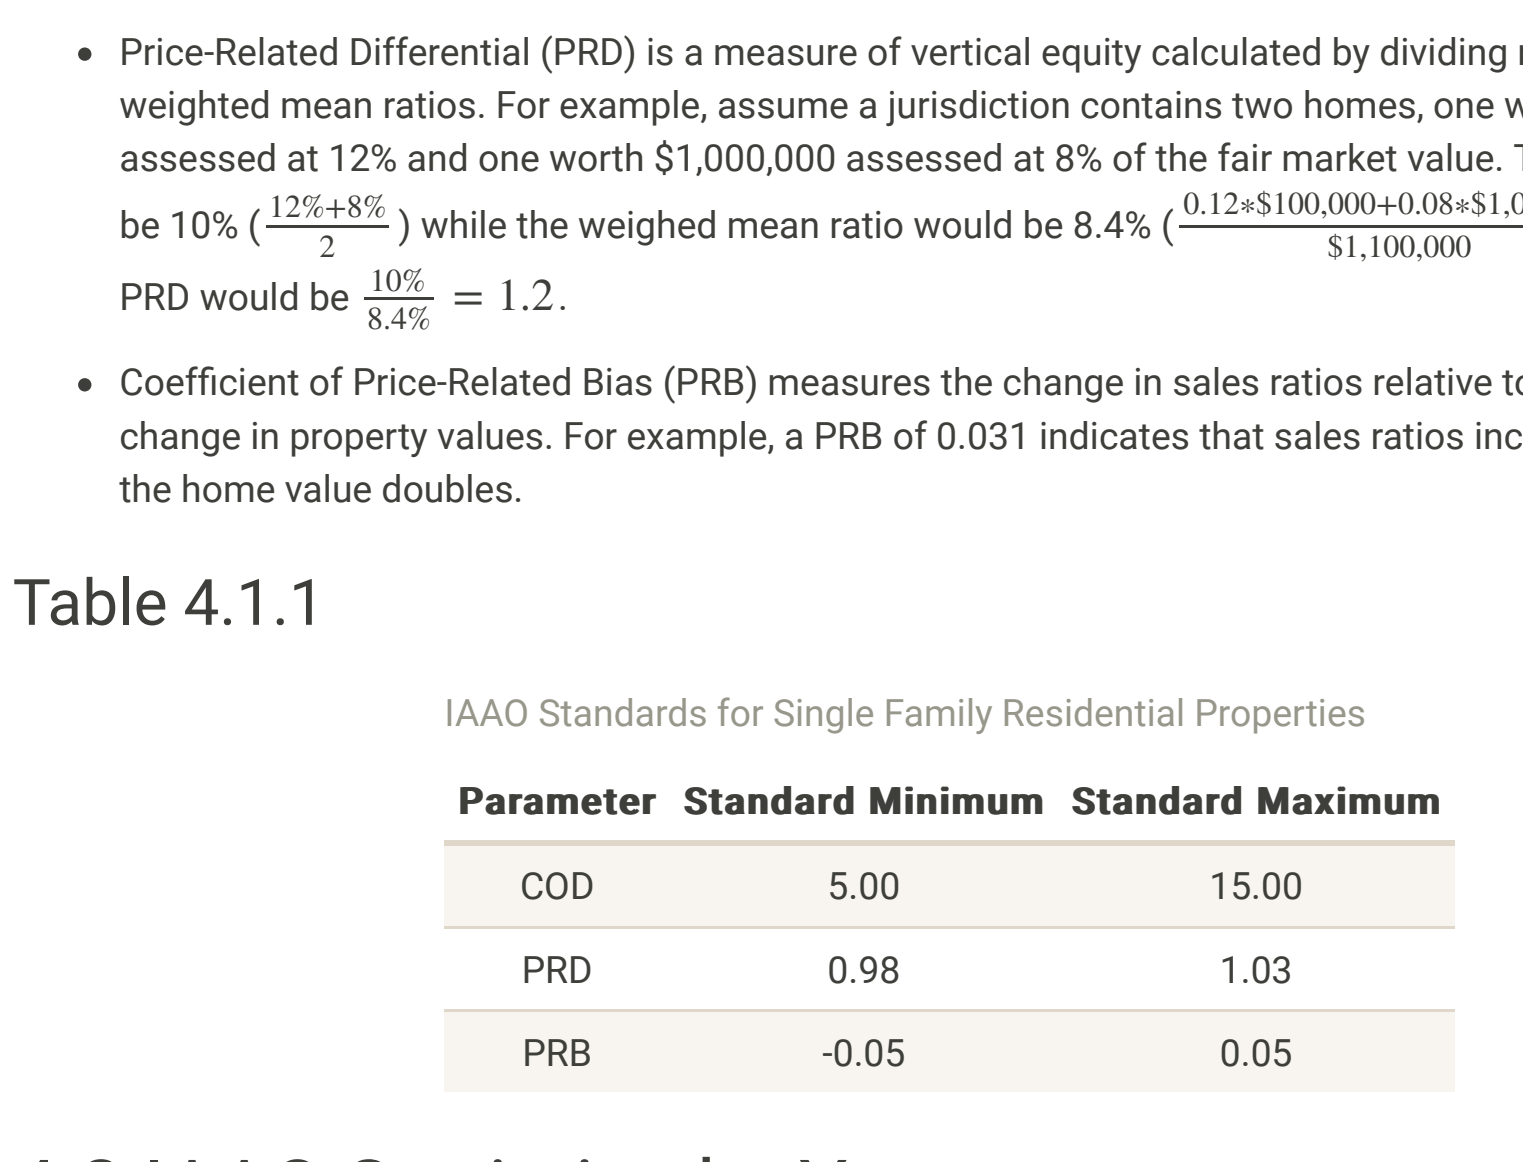 Price-Related Differential (PRD) is a measure of vertical equity calculated by dividing
weighted mean ratios. For example, assume a jurisdiction contains two homes, one
assessed at 12% and one worth $1,000,000 assessed at 8% of the fair market value.
be 10% (\frac{12%+8%}{2}) while the weighed mean ratio would be 8.4% (\frac{0.12*$100,000+0.08*$1,0}{$1,100,000}
PRD would be \frac{10%}{8.4%} = 1.2.
Coefficient of Price-Related Bias (PRB) measures the change in sales ratios relative
change in property values. For example, a PRB of 0.031 indicates that sales ratios
the home value doubles.
Table 4.1.1
IAAO Standards for Single Family Residential Properties
Parameter Standard Minimum Standard Maximum
COD 5.00 15.00
PRD 0.98 1.03
PRB -0.05 0.05